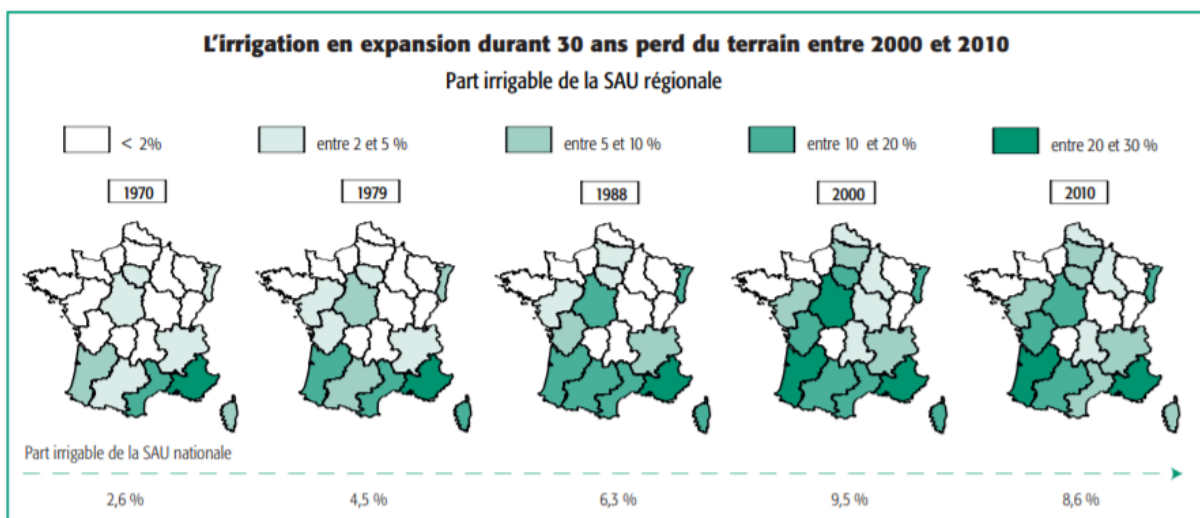 L'irrigation en expansion durant 30 ans perd du terrain entre 2000 et 2010
Part irrigable de la SAU régionale
< 2%
entre 2 et 5 %
entre 5 et 10 %
entre 10 et 20 %
entre 20 et 30 %
1970
1979
1988
2000
2010
Part irrigable de la SAU nationale
2,6 %
4,5 %
6,3 %
9,5 %
8,6 %